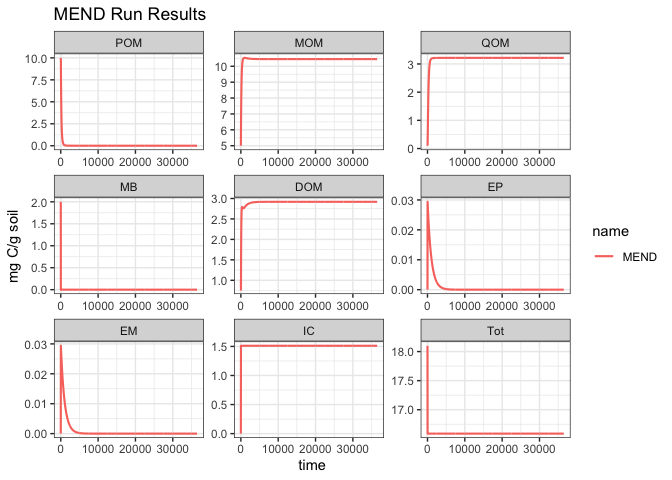 MEND Run Results
POM MOM QOM
10.0
7.5
5.0
2.5
0.0
0 10000 20000 30000
10
9
8
7
6
5
0 10000 20000 30000
3
2
1
0
0 10000 20000 30000
MB DOM EP
2.0
1.5
1.0
0.5
0.0
0 10000 20000 30000
3.0
2.5
2.0
1.5
1.0
0 10000 20000 30000
0.03
0.02
0.01
0.00
0 10000 20000 30000
EM IC Tot
0.03
0.02
0.01
0.00
0 10000 20000 30000
1.5
1.0
0.5
0.0
0 10000 20000 30000
18.0
17.5
17.0
0 10000 20000 30000
mg C/g soil
time
name
MEND